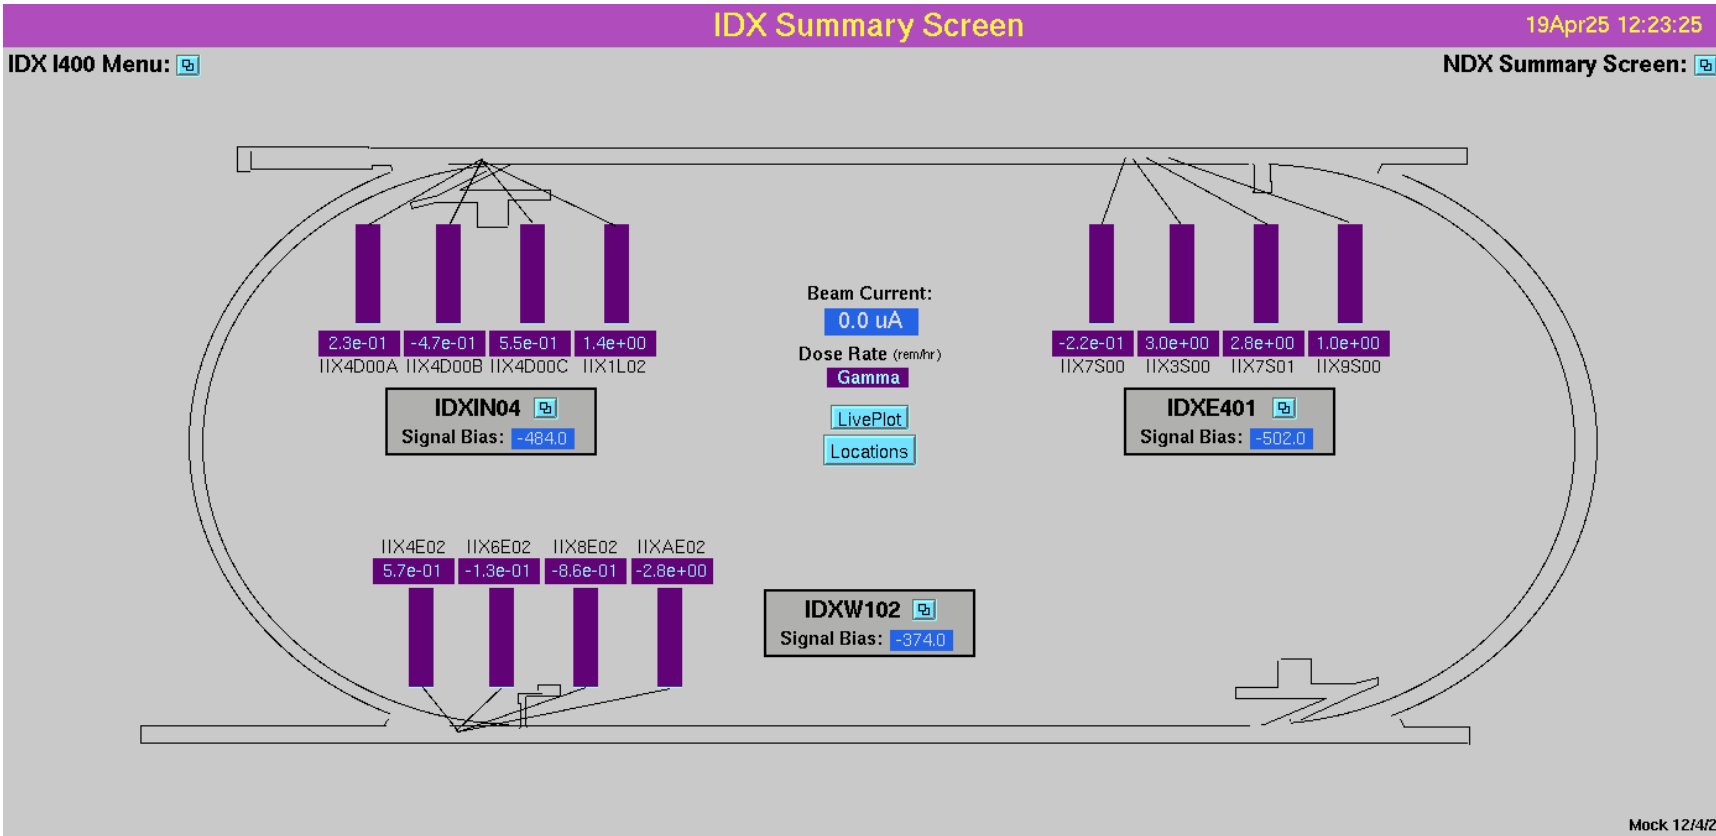 IDX Summary Screen
19Apr25 12:23:25
IDX I400 Menu:
NDX Summary Screen:
2.3e-01 -4.7e-01 5.5e-01 1.4e+00
IIX4D00A IIX4D00B IIX4D00C IIX1L02
IDXIN04
Signal Bias: -484.0
Beam Current:
0.0 uA
Dose Rate (rem/hr)
Gamma
LivePlot
Locations
-2.2e-01 3.0e+00 2.8e+00 1.0e+00
IIX7S00 IIX3S00 IIX7S01 IIX9S00
IDXE401
Signal Bias: -502.0
IIX4E02 IIX6E02 IIX8E02 IIXAE02
5.7e-01 -1.3e-01 -8.6e-01 -2.8e+00
IDXW102
Signal Bias: -374.0
Mock 12/4/2